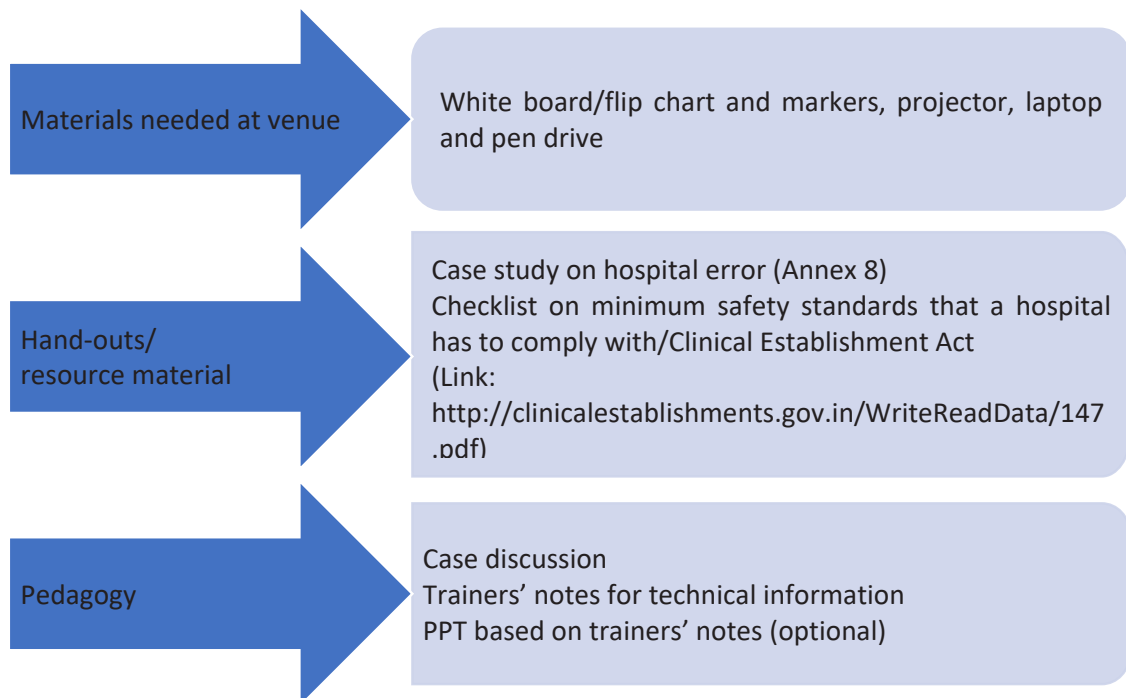 Materials needed at venue
White board/flip chart and markers, projector, laptop
and pen drive
Hand-outs/
resource material
Case study on hospital error (Annex 8)
Checklist on minimum safety standards that a hospital
has to comply with/Clinical Establishment Act
(Link:
http://clinicalestablishments.gov.in/WriteReadData/147
.pdf)
Pedagogy
Case discussion
Trainers’ notes for technical information
PPT based on trainers’ notes (optional)